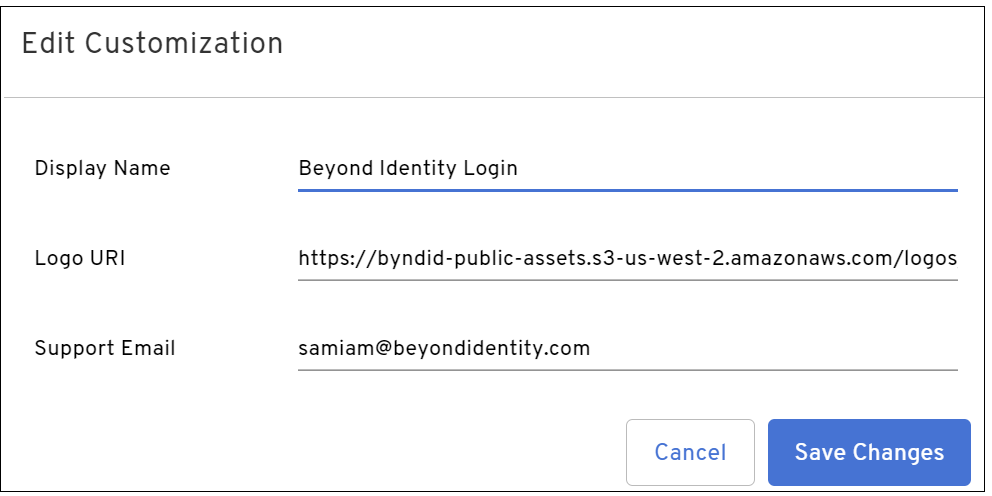 Edit Customization
Display Name Beyond Identity Login
Logo URI https://byndid-public-assets.s3-us-west-2.amazonaws.com/logos
Support Email samiam@beyondidentity.com
Cancel Save Changes